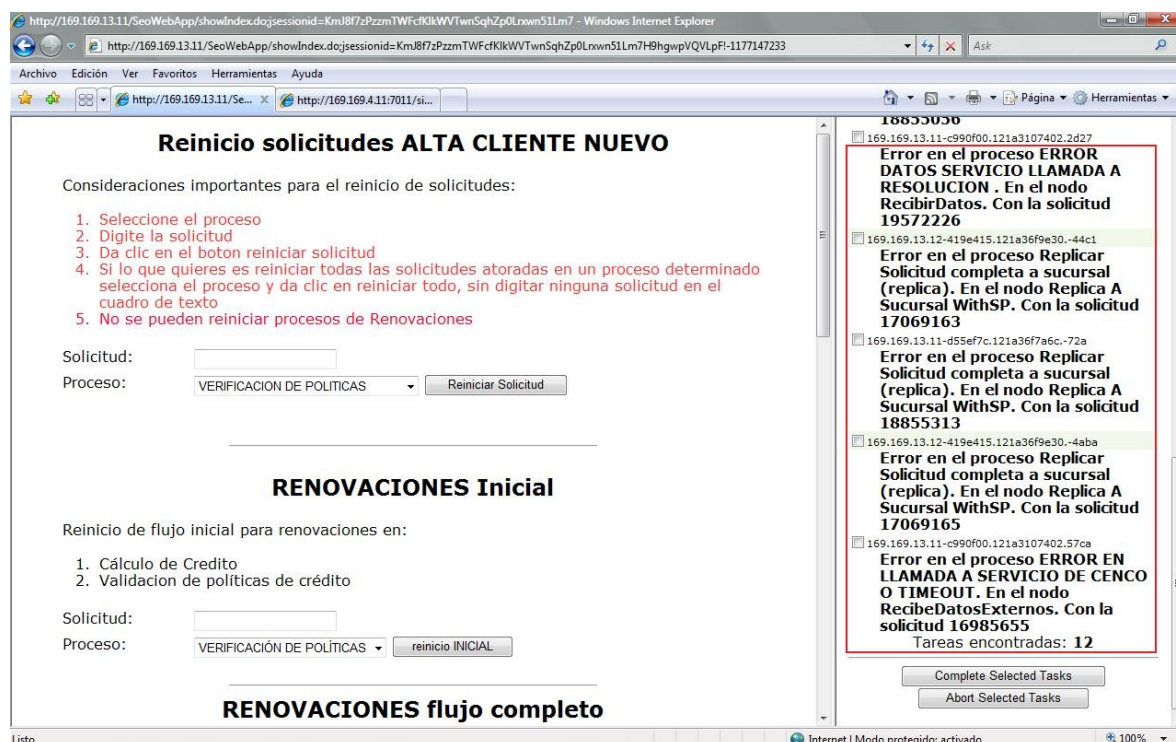 http://169.169.13.11/SeoWebApp/showIndex.do;jsessionid=KmJ8f7zPzzmTWFcfKlkWVTwnSqhZp0Lrxwn51Lm7 - Windows Internet Explorer
http://169.169.13.11/SeoWebApp/showIndex.do;jsessionid=KmJ8f7zPzzmTWFcfKlkWVTwnSqhZp0Lrxwn51Lm7H9hgwpVQVLpF!-1177147233
Ask
Archivo Edición Ver Favoritos Herramientas Ayuda
http://169.169.13.11/Se... X
http://169.169.4.11:7011/si...
Página
Herramientas
Reinicio solicitudes ALTA CLIENTE NUEVO
Consideraciones importantes para el reinicio de solicitudes:
1. Seleccione el proceso
2. Digite la solicitud
3. Da clic en el boton reiniciar solicitud
4. Si lo que quieres es reiniciar todas las solicitudes atoradas en un proceso determinado
selecciona el proceso y da clic en reiniciar todo, sin digitar ninguna solicitud en el
cuadro de texto
5. No se pueden reiniciar procesos de Renovaciones
Solicitud:
Proceso: VERIFICACION DE POLITICAS Reiniciar Solicitud
RENOVACIONES Inicial
Reinicio de flujo inicial para renovaciones en:
1. Cálculo de Credito
2. Validacion de políticas de crédito
Solicitud:
Proceso: VERIFICACIÓN DE POLÍTICAS reinicio INICIAL
RENOVACIONES flujo completo
18855056
169.169.13.11-c990f00.121a3107402.2d27
Error en el proceso ERROR
DATOS SERVICIO LLAMADA A
RESOLUCION . En el nodo
RecibirDatos. Con la solicitud
19572226
169.169.13.12-419e415.121a36f9e30.-44c1
Error en el proceso Replicar
Solicitud completa a sucursal
(replica). En el nodo Replica A
Sucursal WithSP. Con la solicitud
17069163
169.169.13.11-d55ef7c.121a36f7a6c.-72a
Error en el proceso Replicar
Solicitud completa a sucursal
(replica). En el nodo Replica A
Sucursal WithSP. Con la solicitud
18855313
169.169.13.12-419e415.121a36f9e30.-4aba
Error en el proceso Replicar
Solicitud completa a sucursal
(replica). En el nodo Replica A
Sucursal WithSP. Con la solicitud
17069165
169.169.13.11-c990f00.121a3107402.57ca
Error en el proceso ERROR EN
LLAMADA A SERVICIO DE CENCO
O TIMEOUT. En el nodo
RecibeDatosExternos. Con la
solicitud 16985655
Tareas encontradas: 12
Complete Selected Tasks
Abort Selected Tasks
Listo
Internet | Modo protegido: activado
100%